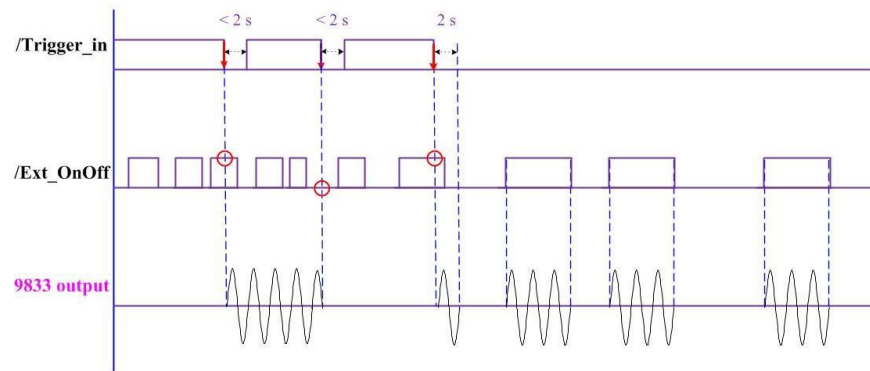 < 2 s < 2 s 2 s
/Trigger_in
/Ext_OnOff
9833 output